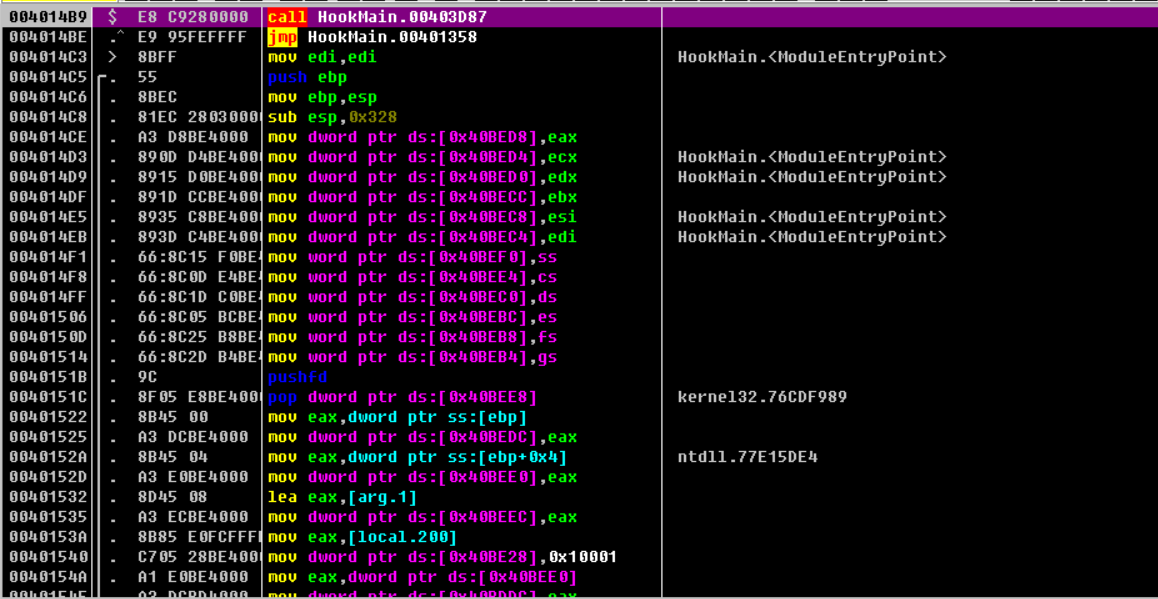 004014B9 $ E8 C9280000 call HookMain.00403D87
004014BE .^ E9 95FEFFFF jmp HookMain.00401358
004014C3 > 8BFF mov edi,edi HookMain.<ModuleEntryPoint>
004014C5 . 55 push ebp
004014C6 . 8BEC mov ebp,esp
004014C8 . 81EC 28030000 sub esp,0x328
004014CE . A3 D8BE4000 mov dword ptr ds:[0x40BED8],eax
004014D3 . 890D D4BE400 mov dword ptr ds:[0x40BED4],ecx HookMain.<ModuleEntryPoint>
004014D9 . 8915 D0BE400 mov dword ptr ds:[0x40BED0],edx HookMain.<ModuleEntryPoint>
004014DF . 891D CCBE400 mov dword ptr ds:[0x40BECC],ebx
004014E5 . 8935 C8BE400 mov dword ptr ds:[0x40BEC8],esi HookMain.<ModuleEntryPoint>
004014EB . 893D C4BE400 mov dword ptr ds:[0x40BEC4],edi HookMain.<ModuleEntryPoint>
004014F1 . 66:8C15 F0BE4 mov word ptr ds:[0x40BEF0],ss
004014F8 . 66:8C0D E4BE4 mov word ptr ds:[0x40BEE4],cs
004014FF . 66:8C1D C0BE4 mov word ptr ds:[0x40BEC0],ds
00401506 . 66:8C05 BCBE4 mov word ptr ds:[0x40BEBC],es
0040150D . 66:8C25 B8BE4 mov word ptr ds:[0x40BEB8],fs
00401514 . 66:8C2D B4BE4 mov word ptr ds:[0x40BEB4],gs
0040151B . 9C pushfd
0040151C . 8F05 E8BE400 pop dword ptr ds:[0x40BEE8] kernel32.76CDF989
00401522 . 8B45 00 mov eax,dword ptr ss:[ebp]
00401525 . A3 DCBE4000 mov dword ptr ds:[0x40BEDC],eax
0040152A . 8B45 04 mov eax,dword ptr ss:[ebp+0x4] ntdll.77E15DE4
0040152D . A3 E0BE4000 mov dword ptr ds:[0x40BEE0],eax
00401532 . 8D45 08 lea eax,[arg.1]
00401535 . A3 ECBE4000 mov dword ptr ds:[0x40BEEC],eax
0040153A . 8B85 E0FCFFF mov eax,[local.200]
00401540 . C705 28BE400 mov dword ptr ds:[0x40BE28],0x10001
0040154A . A1 E0BE4000 mov eax,dword ptr ds:[0x40BEE0]